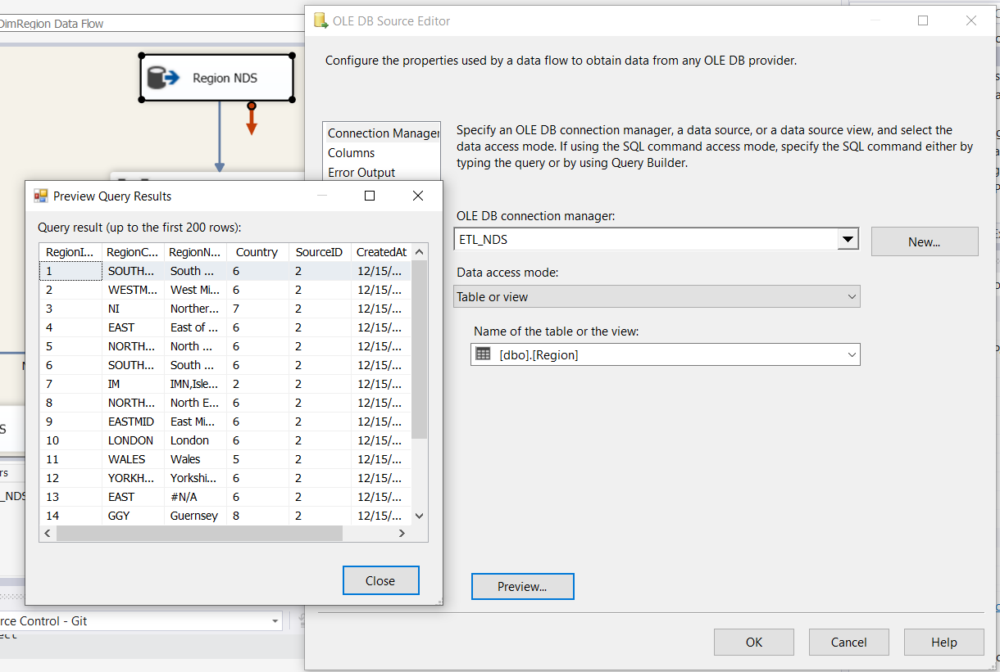 DimRegion Data Flow
Region NDS
OLE DB Source Editor
Configure the properties used by a data flow to obtain data from any OLE DB provider.
Connection Manager
Columns
Error Output
Specify an OLE DB connection manager, a data source, or a data source view, and select the
data access mode. If using the SQL command access mode, specify the SQL command either by
typing the query or by using Query Builder.
OLE DB connection manager:
ETL_NDS
New...
Data access mode:
Table or view
Name of the table or the view:
[dbo].[Region]
Preview...
OK Cancel Help
Preview Query Results
Query result (up to the first 200 rows):
RegionI... RegionC... RegionN... Country SourceID CreatedAt
1 SOUTH... South ... 6 2 12/15/...
2 WESTM... West Mi... 6 2 12/15/...
3 NI Norther... 7 2 12/15/...
4 EAST East of ... 6 2 12/15/...
5 NORTH... North ... 6 2 12/15/...
6 SOUTH... South ... 6 2 12/15/...
7 IM IMN,Isle... 2 2 12/15/...
8 NORTH... North E... 6 2 12/15/...
9 EASTMID East Mi... 6 2 12/15/...
10 LONDON London 6 2 12/15/...
11 WALES Wales 5 2 12/15/...
12 YORKH... Yorkshi... 6 2 12/15/...
13 EAST #N/A 6 2 12/15/...
14 GGY Guernsey 8 2 12/15/...
Close
_NDS
rce Control - Git